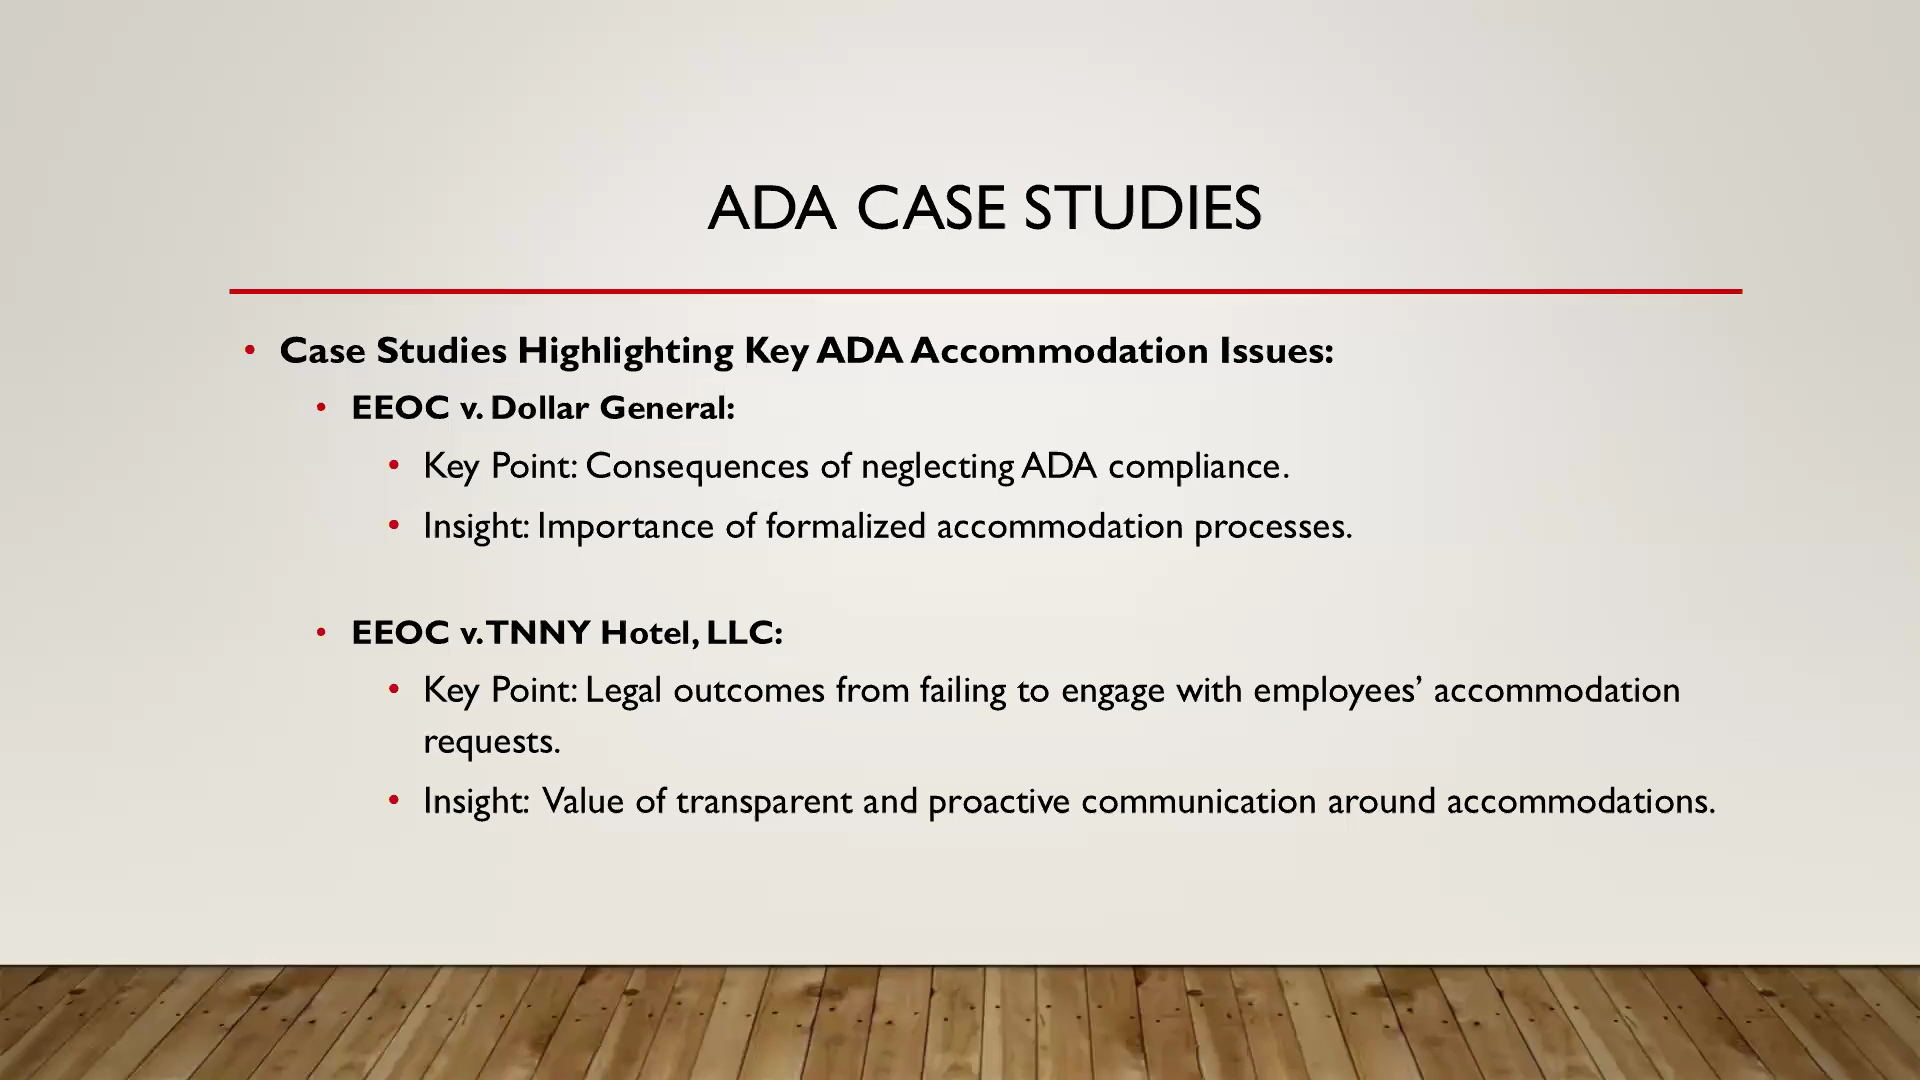 ADA CASE STUDIES
• Case Studies Highlighting Key ADA Accommodation Issues:
• EEOC v. Dollar General:
• Key Point: Consequences of neglecting ADA compliance.
• Insight: Importance of formalized accommodation processes.
• EEOC v. TNNY Hotel, LLC:
• Key Point: Legal outcomes from failing to engage with employees’ accommodation
requests.
• Insight: Value of transparent and proactive communication around accommodations.